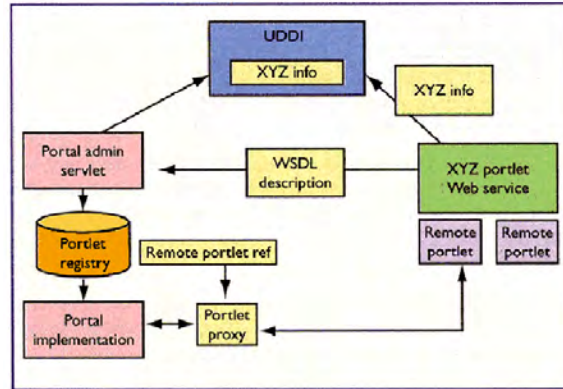 UDDI
XYZ info
XYZ info
Portal admin
servlet
WSDL
description
XYZ portlet
Web service
Portlet
registry
Remote portlet ref
Remote
portlet
Remote
portlet
Portal
implementation
Portlet
proxy